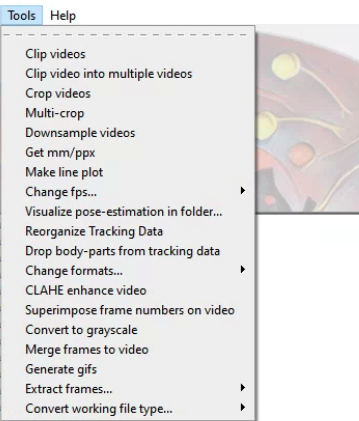 Tools Help
Clip videos
Clip video into multiple videos
Crop videos
Multi-crop
Downsample videos
Get mm/ppx
Make line plot
Change fps...
Visualize pose-estimation in folder...
Reorganize Tracking Data
Drop body-parts from tracking data
Change formats...
CLAHE enhance video
Superimpose frame numbers on video
Convert to grayscale
Merge frames to video
Generate gifs
Extract frames...
Convert working file type...